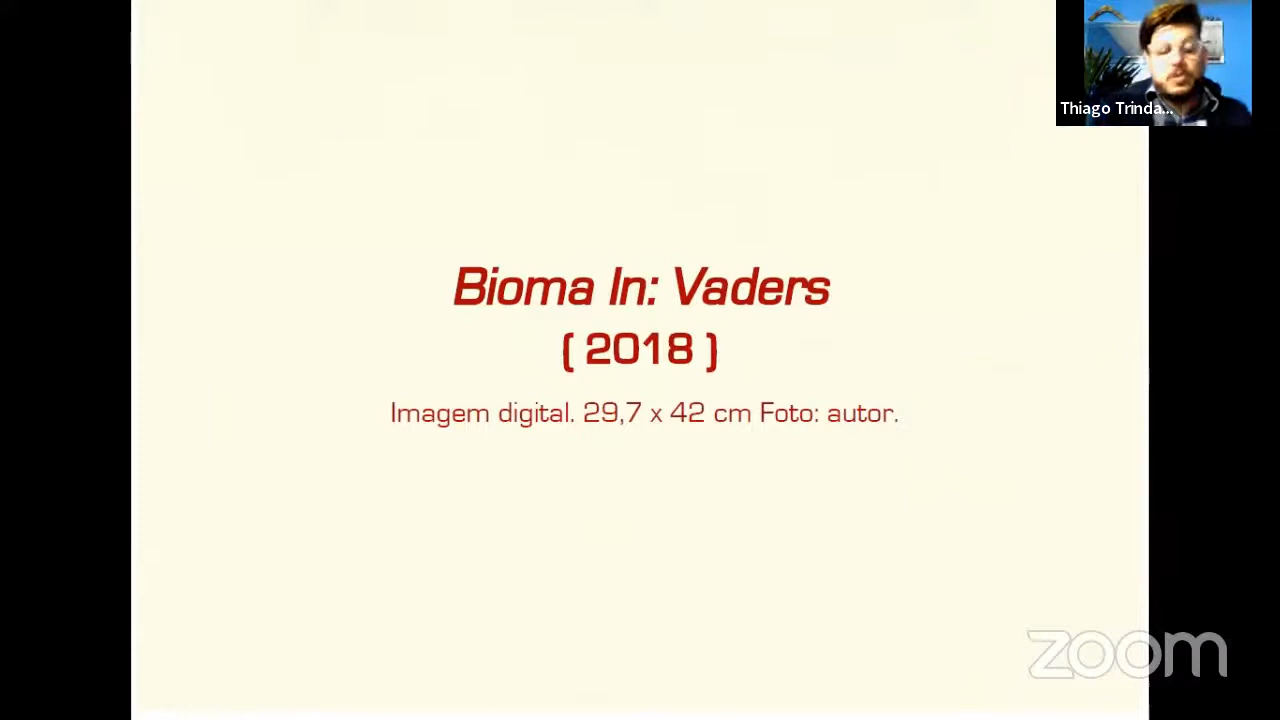 Thiago Trinda...
Bioma In: Vaders
( 2018 )
Imagem digital. 29,7 x 42 cm Foto: autor.
zoom